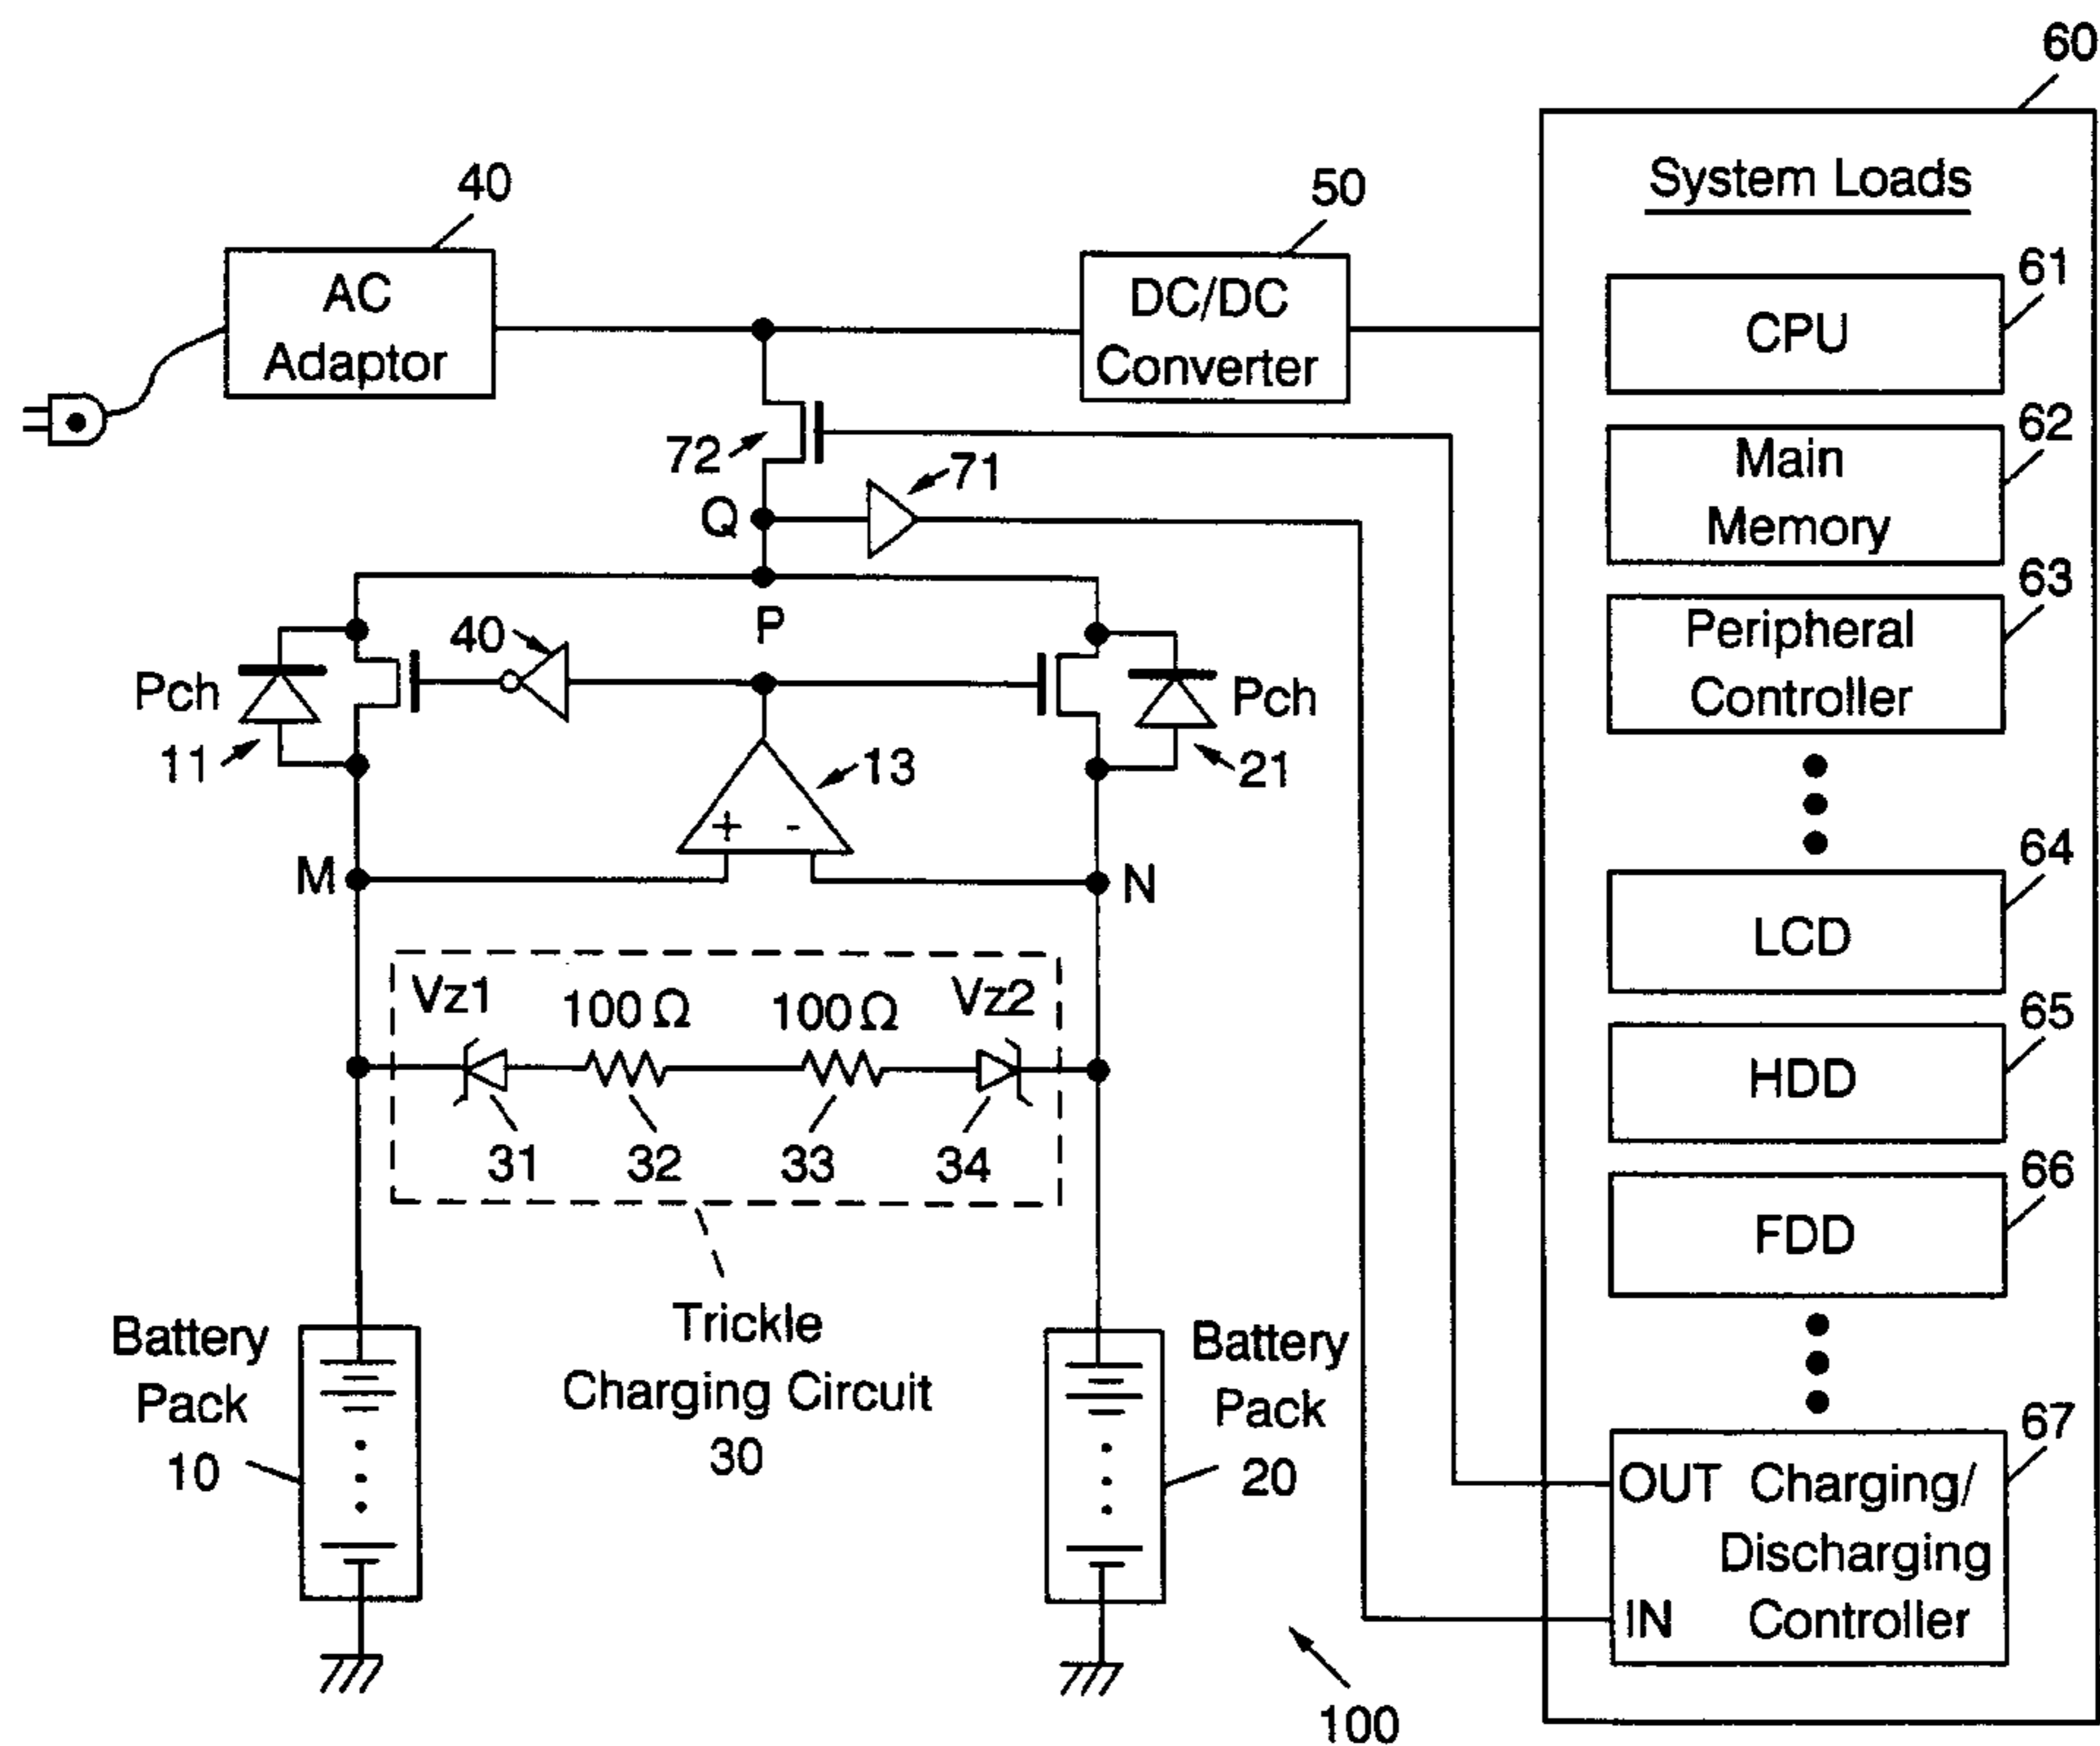 60
System Loads
40
AC
Adaptor
50
DC/DC
Converter
61
CPU
62
Main
Memory
63
Peripheral
Controller
64
LCD
65
HDD
66
FDD
67
OUT Charging/
Discharging
IN Controller
72
71
Q
P
40
Pch
11
Pch
21
13
+ -
M
N
Vz1
100 Ω
100 Ω
Vz2
31
32
33
34
Trickle
Charging Circuit
30
Battery
Pack
10
Battery
Pack
20
100